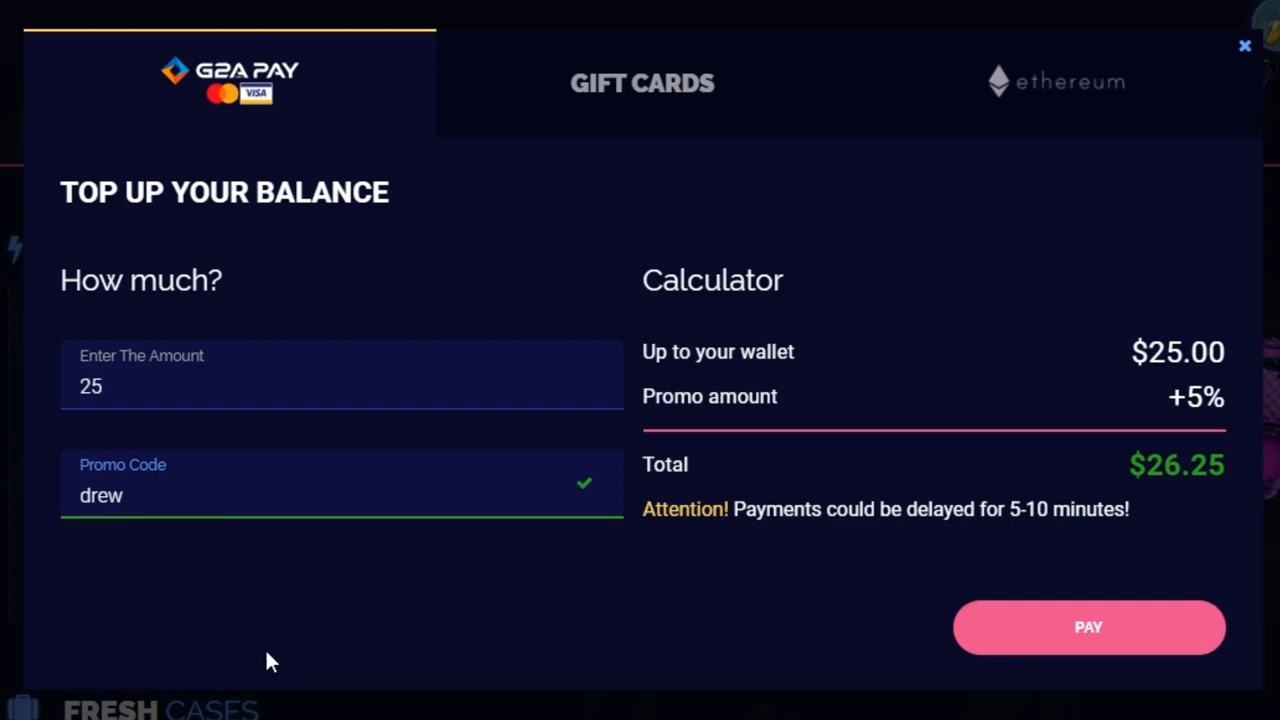 G2A PAY
VISA
GIFT CARDS
ethereum
TOP UP YOUR BALANCE
How much?
Enter The Amount
25
Promo Code
drew
Calculator
Up to your wallet $25.00
Promo amount +5%
Total $26.25
Attention! Payments could be delayed for 5-10 minutes!
PAY
FRESH CASES